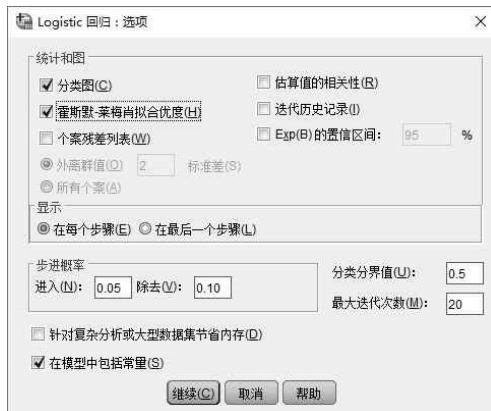 Logistic 回归：选项
统计和图
分类图(C)
估算值的相关性(R)
霍斯默-莱梅肖拟合优度(H)
迭代历史记录(I)
个案残差列表(W)
Exp(B)的置信区间： 95 %
外离群值(O) 2 标准差(S)
所有个案(A)
显示
在每个步骤(E) 在最后一个步骤(L)
步进概率
进入(N)： 0.05 除去(V)： 0.10
分类分界值(U)： 0.5
最大迭代次数(M)： 20
针对复杂分析或大型数据集节省内存(D)
在模型中包括常量(S)
继续(C) 取消 帮助